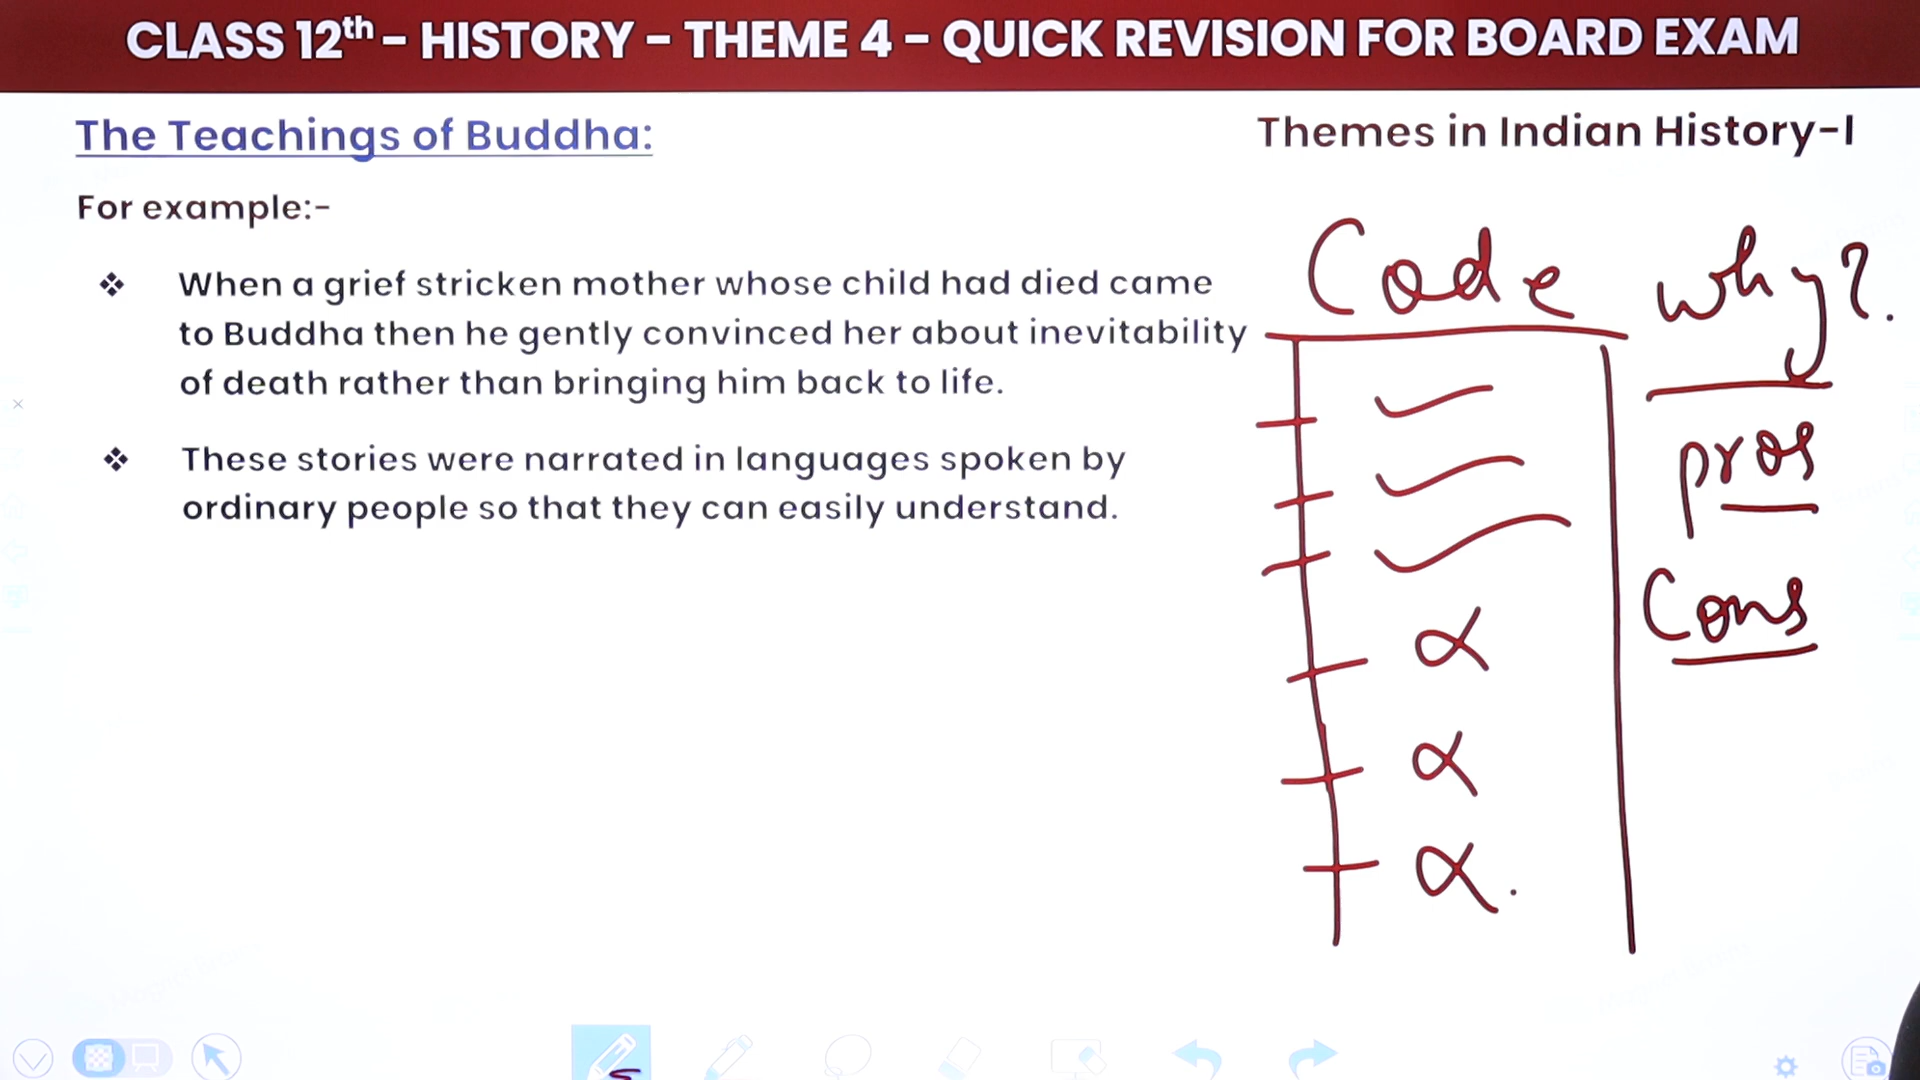 CLASS 12th – HISTORY – THEME 4 – QUICK REVISION FOR BOARD EXAM
The Teachings of Buddha:
Themes in Indian History-I
For example:-
❖ When a grief stricken mother whose child had died came
to Buddha then he gently convinced her about inevitability
of death rather than bringing him back to life.
❖ These stories were narrated in languages spoken by
ordinary people so that they can easily understand.
Code why?
pros
Cons